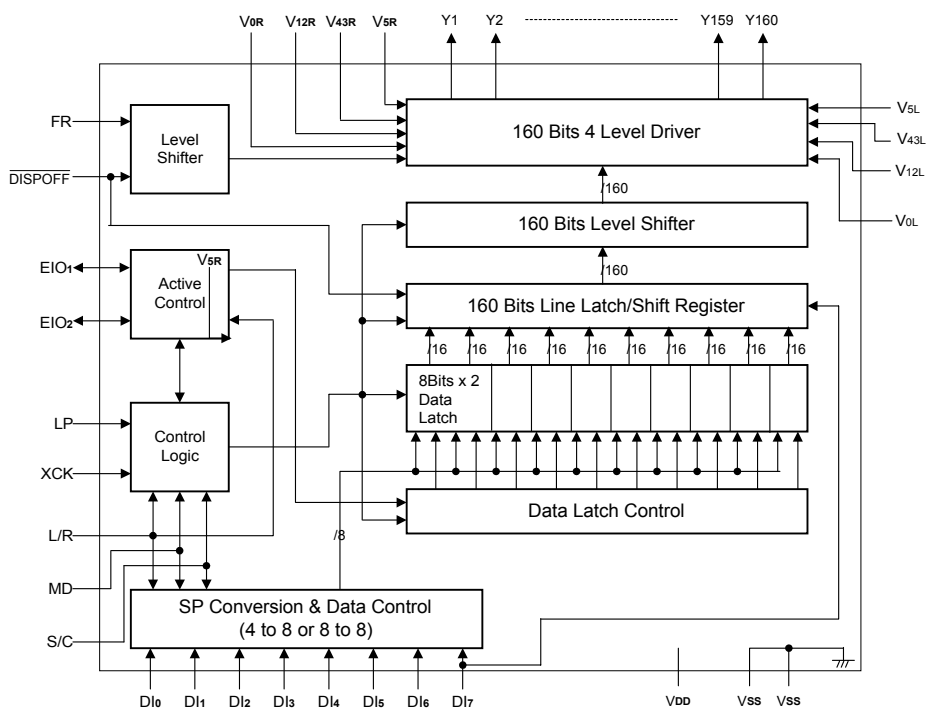 V0R V12R V43R V5R Y1 Y2 Y159 Y160
FR
Level
Shifter
160 Bits 4 Level Driver
V5L
V43L
V12L
V0L
DISPOFF
/160
160 Bits Level Shifter
/160
EIO1
V5R
Active
Control
EIO2
160 Bits Line Latch/Shift Register
/16 /16 /16 /16 /16 /16 /16 /16 /16 /16
8Bits x 2
Data
Latch
LP
Control
Logic
XCK
Data Latch Control
L/R
/8
MD
SP Conversion & Data Control
(4 to 8 or 8 to 8)
S/C
DI0 DI1 DI2 DI3 DI4 DI5 DI6 DI7 VDD VSS VSS